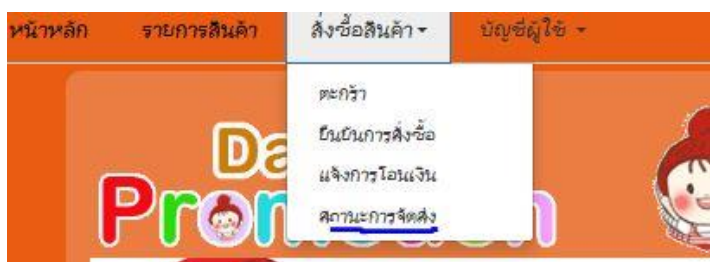 หน้าหลัก รายการสินค้า สั่งซื้อสินค้า บัญชีผู้ใช้
ตะกร้า
ยืนยันการสั่งซื้อ
แจ้งการโอนเงิน
สถานะการจัดส่ง
Da
Pro n